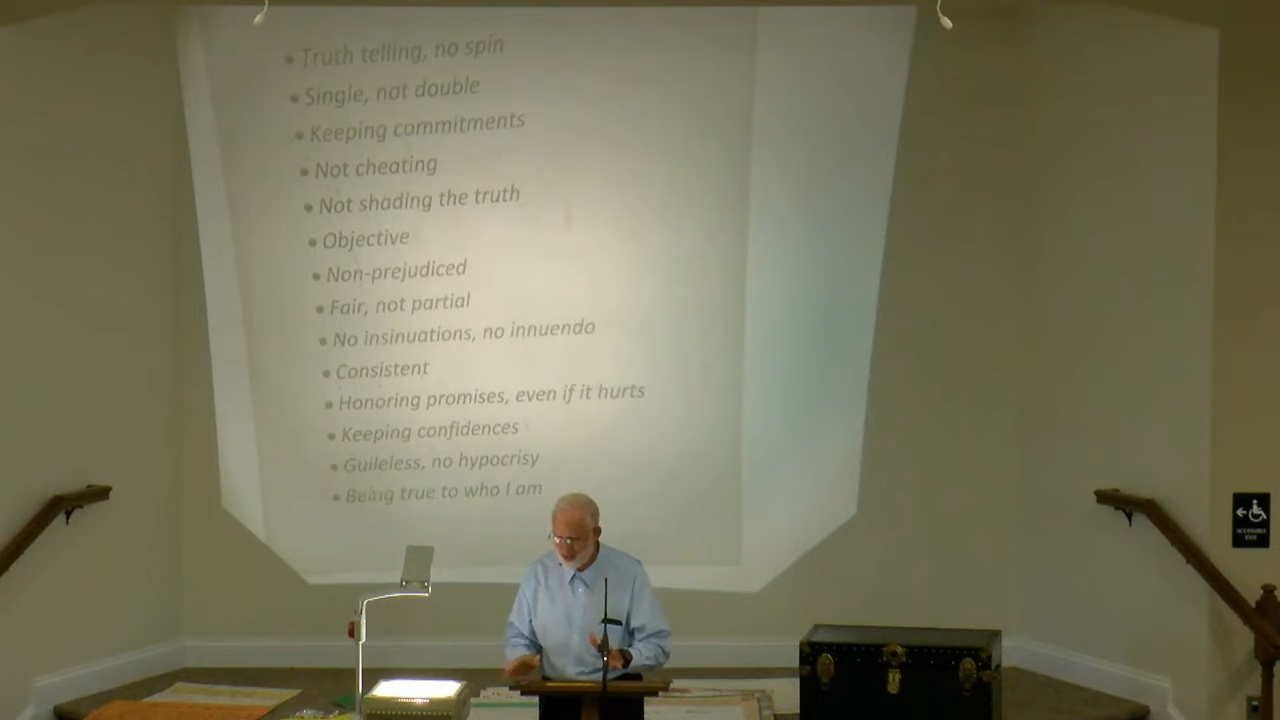 • Truth telling, no spin
• Single, not double
• Keeping commitments
• Not cheating
• Not shading the truth
• Objective
• Non-prejudiced
• Fair, not partial
• No insinuations, no innuendo
• Consistent
• Honoring promises, even if it hurts
• Keeping confidences
• Guileless, no hypocrisy
• Being true to who I am
ACCESSIBLE
EXIT